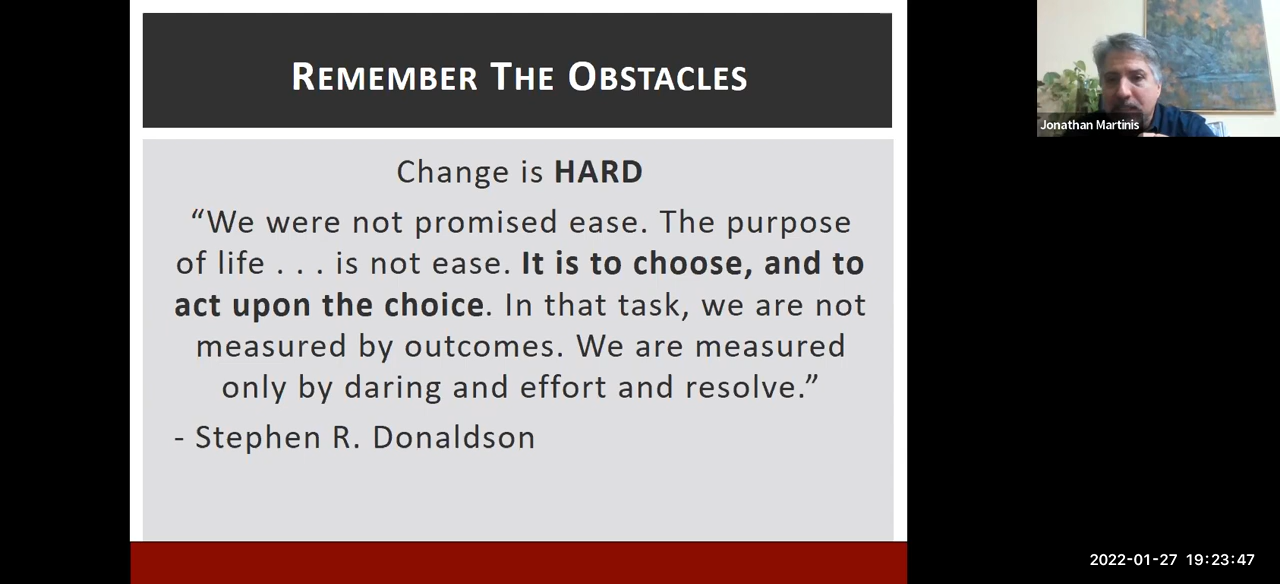 REMEMBER THE OBSTACLES
Jonathan Martinis
Change is HARD
“We were not promised ease. The purpose
of life . . . is not ease. It is to choose, and to
act upon the choice. In that task, we are not
measured by outcomes. We are measured
only by daring and effort and resolve.”
- Stephen R. Donaldson
2022-01-27 19:23:47